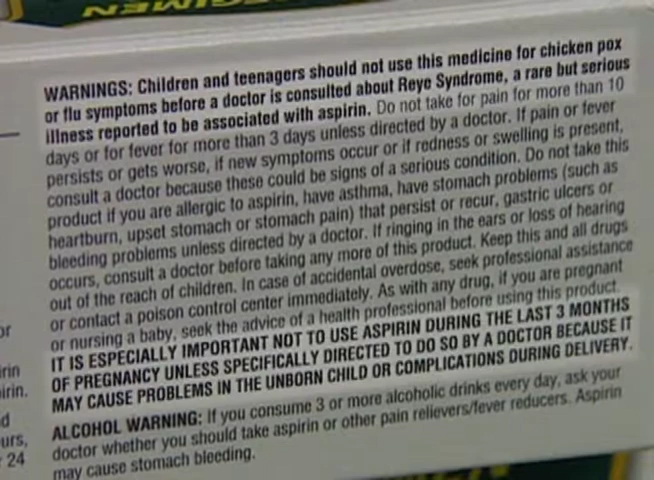 SPECIMEN
WARNINGS: Children and teenagers should not use this medicine for chicken pox
or flu symptoms before a doctor is consulted about Reye Syndrome, a rare but serious
illness reported to be associated with aspirin. Do not take for pain for more than 10
days or for fever for more than 3 days unless directed by a doctor. If pain or fever
persists or gets worse, if new symptoms occur or if redness or swelling is present,
consult a doctor because these could be signs of a serious condition. Do not take this
product if you are allergic to aspirin, have asthma, have stomach problems (such as
heartburn, upset stomach or stomach pain) that persist or recur, gastric ulcers or
bleeding problems unless directed by a doctor. If ringing in the ears or loss of hearing
occurs, consult a doctor before taking any more of this product. Keep this and all drugs
out of the reach of children. In case of accidental overdose, seek professional assistance
or contact a poison control center immediately. As with any drug, if you are pregnant
or nursing a baby, seek the advice of a health professional before using this product.
IT IS ESPECIALLY IMPORTANT NOT TO USE ASPIRIN DURING THE LAST 3 MONTHS
OF PREGNANCY UNLESS SPECIFICALLY DIRECTED TO DO SO BY A DOCTOR BECAUSE IT
MAY CAUSE PROBLEMS IN THE UNBORN CHILD OR COMPLICATIONS DURING DELIVERY.
ALCOHOL WARNING: If you consume 3 or more alcoholic drinks every day, ask your
doctor whether you should take aspirin or other pain relievers/fever reducers. Aspirin
may cause stomach bleeding.
or
irin
irin.
d
urs,
24